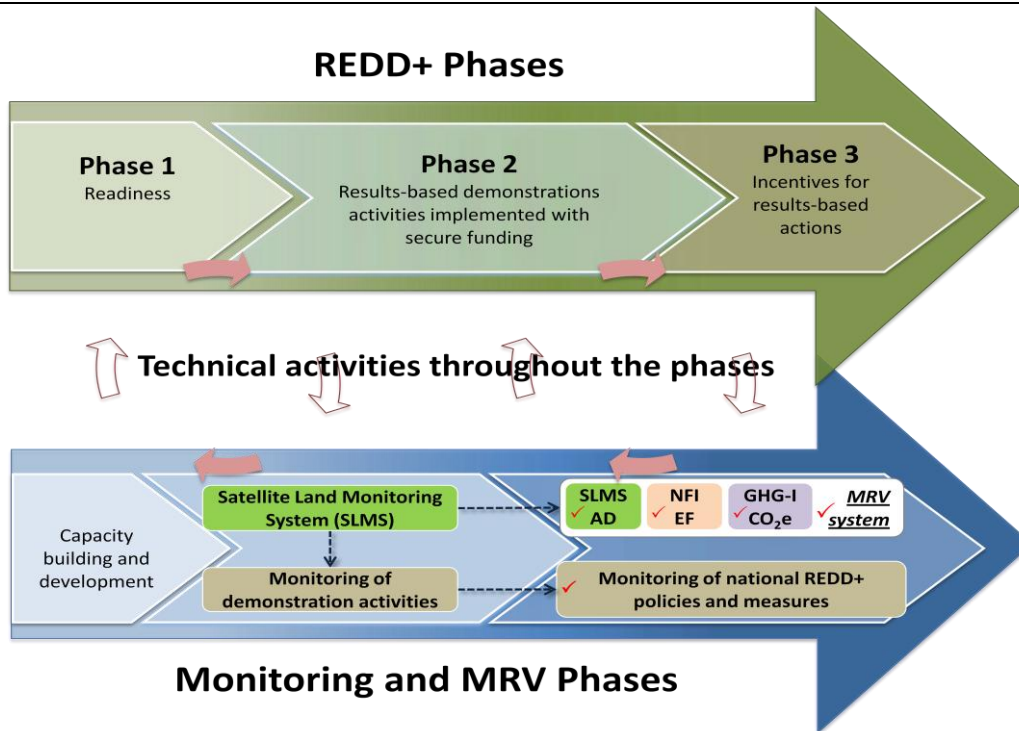 REDD+ Phases
Phase 1
Readiness
Phase 2
Results-based demonstrations
activities implemented with
secure funding
Phase 3
Incentives for
results-based
actions
Technical activities throughout the phases
Capacity
building and
development
Satellite Land Monitoring
System (SLMS)
Monitoring of
demonstration activities
SLMS
AD
NFI
EF
GHG-I
CO₂e
MRV
system
Monitoring of national REDD+
policies and measures
Monitoring and MRV Phases